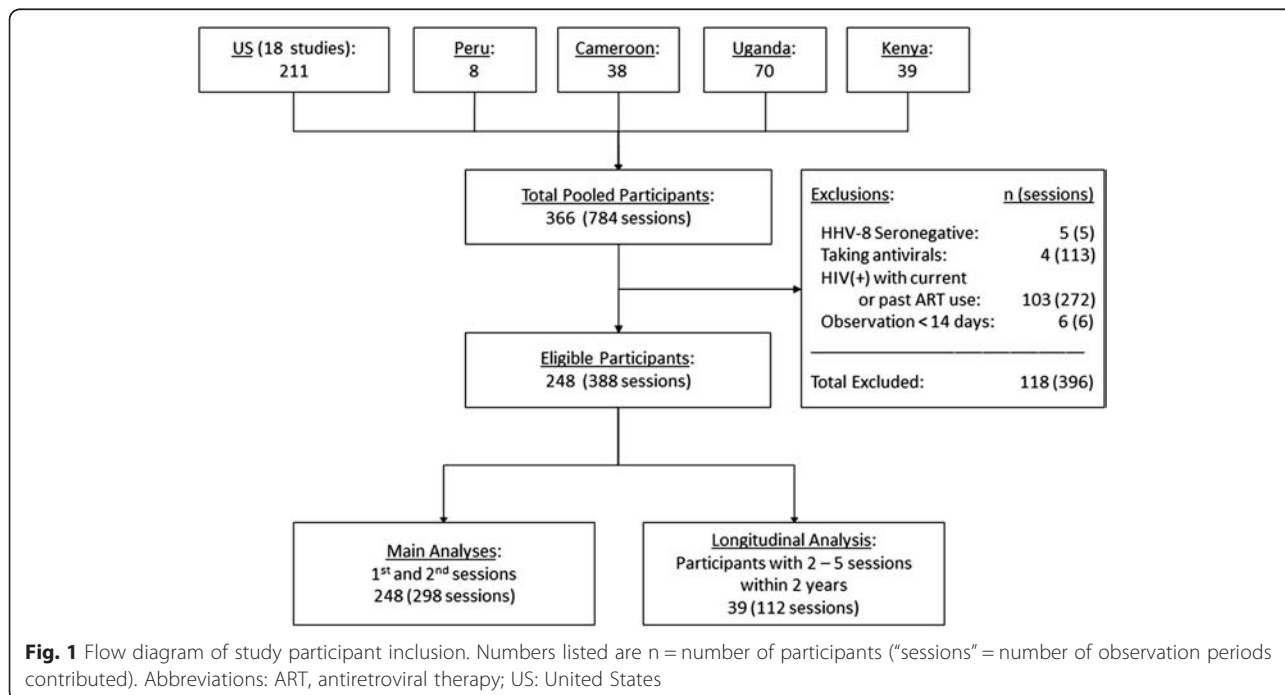 US (18 studies):
211
Peru:
8
Cameroon:
38
Uganda:
70
Kenya:
39
Total Pooled Participants:
366 (784 sessions)
Exclusions: n (sessions)
HHV-8 Seronegative: 5 (5)
Taking antivirals: 4 (113)
HIV(+) with current
or past ART use: 103 (272)
Observation < 14 days: 6 (6)
Total Excluded: 118 (396)
Eligible Participants:
248 (388 sessions)
Main Analyses:
1st and 2nd sessions
248 (298 sessions)
Longitudinal Analysis:
Participants with 2 – 5 sessions
within 2 years
39 (112 sessions)
Fig. 1 Flow diagram of study participant inclusion. Numbers listed are n = number of participants (“sessions” = number of observation periods
contributed). Abbreviations: ART, antiretroviral therapy; US: United States